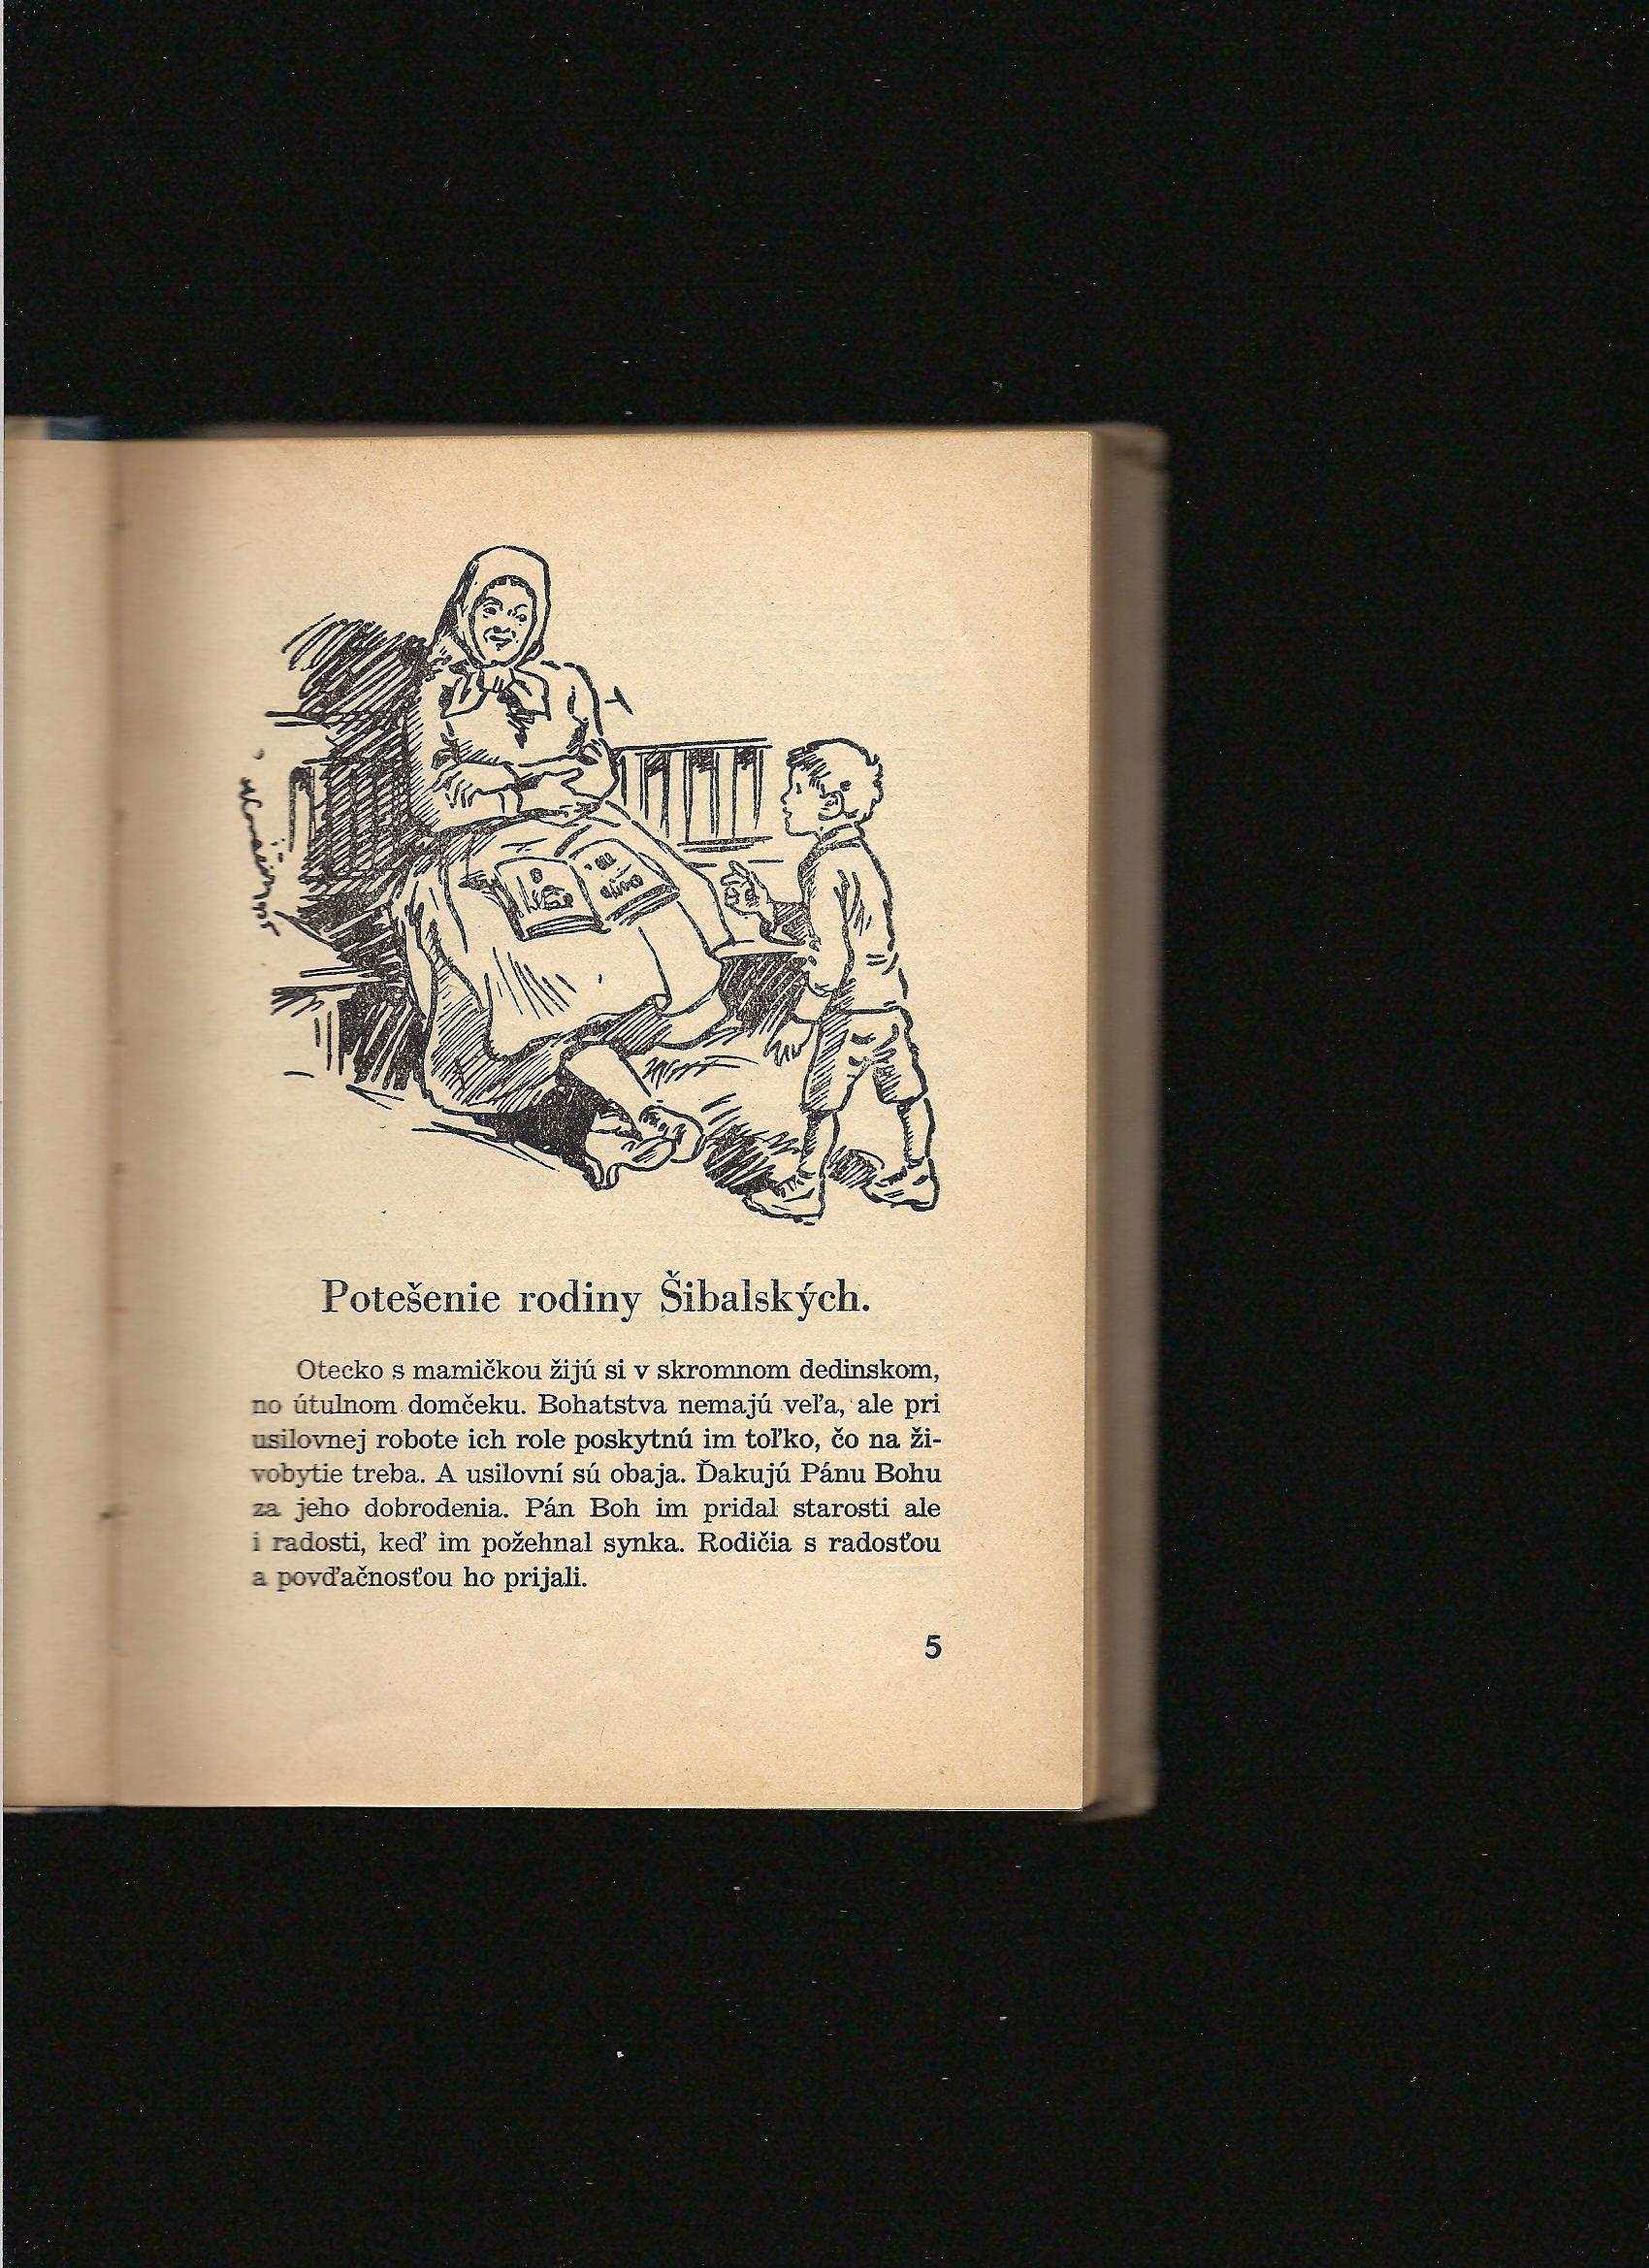 Potešenie rodiny Šibalských.
Otecko s mamičkou žijú si v skromnom dedinskom,
no útulnom domčeku. Bohatstva nemajú veľa, ale pri
usilovnej robote ich role poskytnú im toľko, čo na ži-
vobytie treba. A usilovní sú obaja. Ďakujú Pánu Bohu
za jeho dobrodenia. Pán Boh im pridal starosti ale
i radosti, keď im požehnal synka. Rodičia s radosťou
a povďačnosťou ho prijali.
5